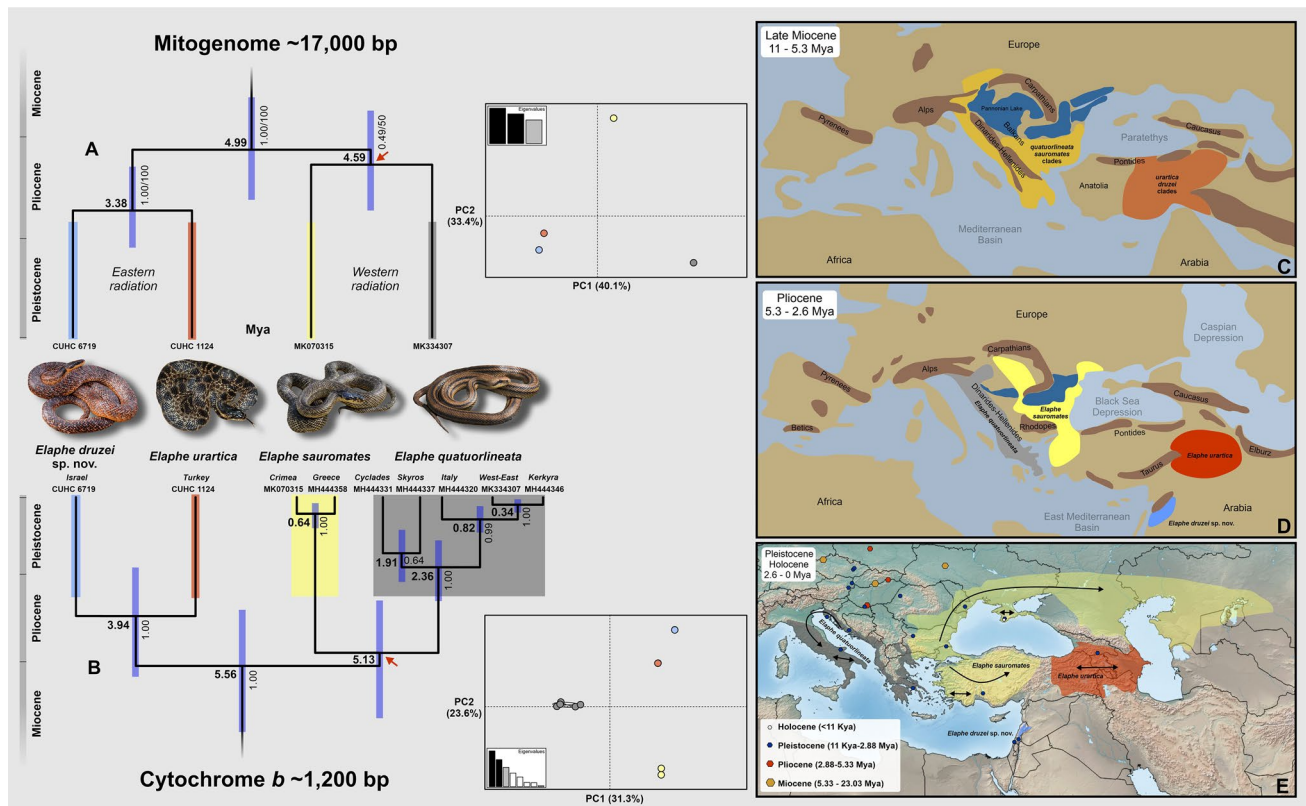 Mitogenome ~17,000 bp
Miocene
Pliocene
Pleistocene
A
4.99
1.00/100
0.49/50
4.59
3.38
1.00/100
Eastern
radiation
Western
radiation
Mya
CUHC 6719
CUHC 1124
MK070315
MK334307
Eigenvalues
PC2
(33.4%)
PC1 (40.1%)
Elaphe druzei
sp. nov.
Elaphe urartica
Elaphe sauromates
Elaphe quatuorlineata
Israel
CUHC 6719
Turkey
CUHC 1124
Crimea
MK070315
Greece
MH444358
Cyclades
MH444331
Skyros
MH444337
Italy
MH444320
West-East
MK334307
Kerkyra
MH444346
Pleistocene
Pliocene
Miocene
0.64
1.00
0.34
1.00
0.82
0.99
1.91
0.64
2.36
1.00
3.94
1.00
5.13
5.56
1.00
B
Cytochrome b ~1,200 bp
PC2
(23.6%)
Eigenvalues
PC1 (31.3%)
Late Miocene
11 - 5.3 Mya
Europe
Alps
Carpathians
Pannonian Lake
Balcans
Dinarides-Hellenides
Pyrenees
Paratethys
Caucasus
quatuorlineata
sauromates
clades
Pontides
Anatolia
urartica
druzei
clades
Mediterranean
Basin
Africa
Arabia
C
Pliocene
5.3 - 2.6 Mya
Europe
Caspian
Depression
Carpathians
Alps
Pyrenees
Dinarides-Hellenides
Elaphe quatuorlineata
Elaphe
sauromates
Black Sea
Depression
Caucasus
Betics
Rhodopes
Pontides
Elaphe urartica
Elburz
Taurus
Africa
East Mediterranean
Basin
Arabia
Elaphe druzei sp. nov.
D
Pleistocene
Holocene
2.6 - 0 Mya
Elaphe quatuorlineata
Elaphe sauromates
Elaphe urartica
Elaphe druzei sp. nov.
Holocene (<11 Kya)
Pleistocene (11 Kya-2.88 Mya)
Pliocene (2.88-5.33 Mya)
Miocene (5.33 - 23.03 Mya)
E